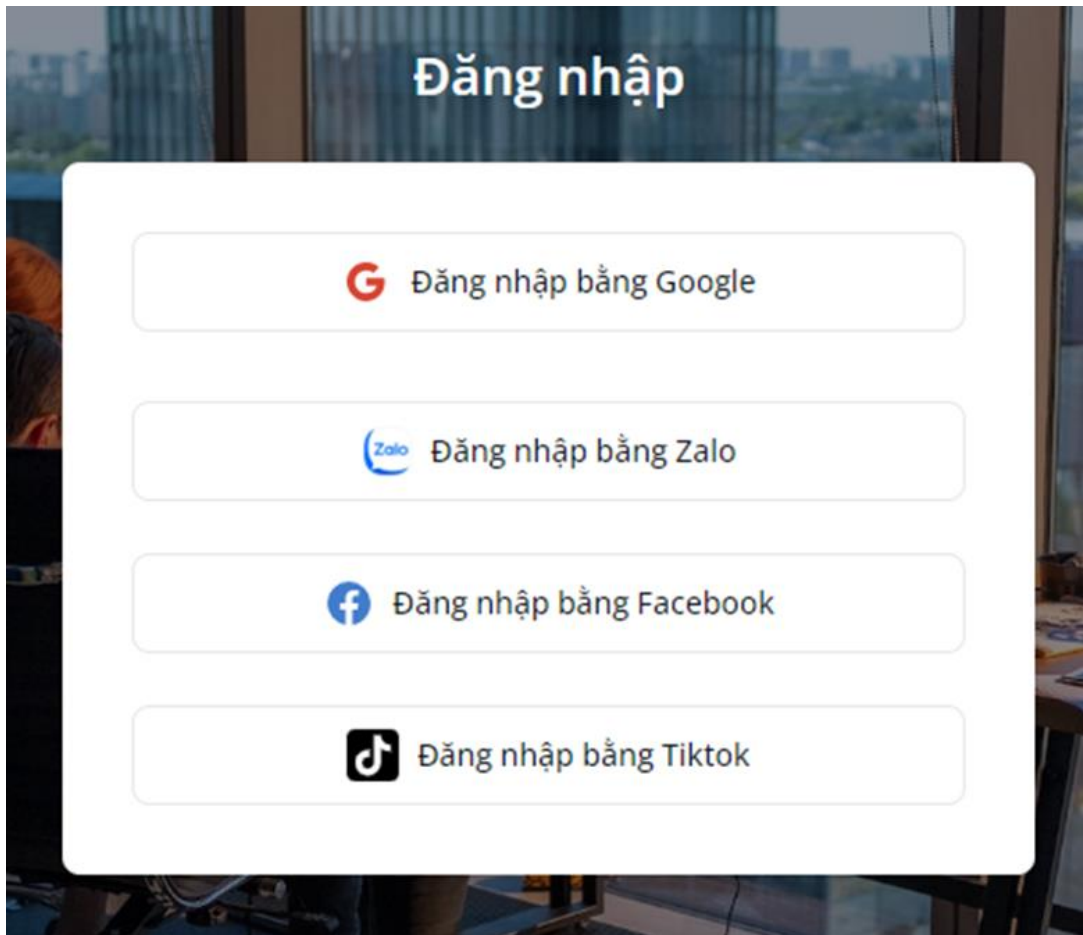 Đăng nhập
Đăng nhập bằng Google
Zalo Đăng nhập bằng Zalo
Đăng nhập bằng Facebook
Đăng nhập bằng Tiktok